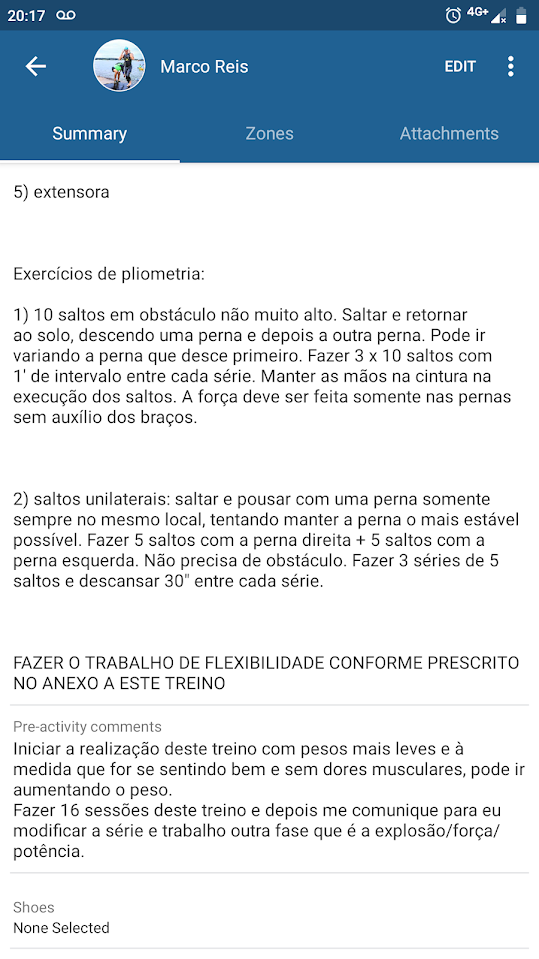 20:17
4G+
Marco Reis
EDIT
Summary
Zones
Attachments
5) extensora
Exercícios de pliometria:
1) 10 saltos em obstáculo não muito alto. Saltar e retornar
ao solo, descendo uma perna e depois a outra perna. Pode ir
variando a perna que desce primeiro. Fazer 3 x 10 saltos com
1' de intervalo entre cada série. Manter as mãos na cintura na
execução dos saltos. A força deve ser feita somente nas pernas
sem auxílio dos braços.
2) saltos unilaterais: saltar e pousar com uma perna somente
sempre no mesmo local, tentando manter a perna o mais estável
possível. Fazer 5 saltos com a perna direita + 5 saltos com a
perna esquerda. Não precisa de obstáculo. Fazer 3 séries de 5
saltos e descansar 30" entre cada série.
FAZER O TRABALHO DE FLEXIBILIDADE CONFORME PRESCRITO
NO ANEXO A ESTE TREINO
Pre-activity comments
Iniciar a realização deste treino com pesos mais leves e à
medida que for se sentindo bem e sem dores musculares, pode ir
aumentando o peso.
Fazer 16 sessões deste treino e depois me comunique para eu
modificar a série e trabalho outra fase que é a explosão/força/
potência.
Shoes
None Selected